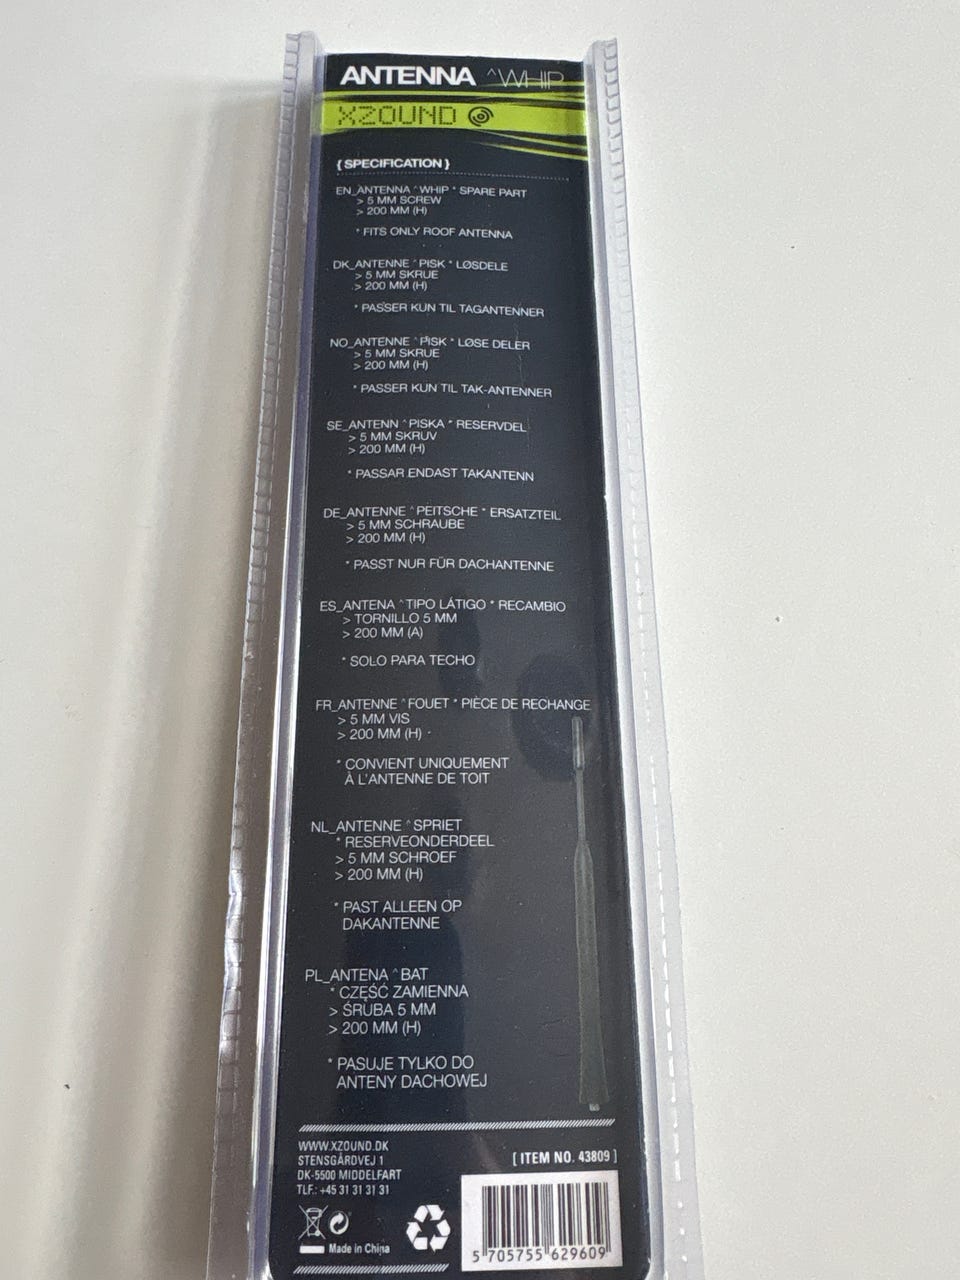 ANTENNA ^WHIP
XZOUND
{ SPECIFICATION }
EN_ANTENNA ^WHIP * SPARE PART
> 5 MM SCREW
> 200 MM (H)
* FITS ONLY ROOF ANTENNA
DK_ANTENNE ^PISK * LØSDELE
> 5 MM SKRUE
> 200 MM (H)
* PASSER KUN TIL TAGANTENNER
NO_ANTENNE ^PISK * LØSE DELER
> 5 MM SKRUE
> 200 MM (H)
* PASSER KUN TIL TAK-ANTENNER
SE_ANTENN ^PISKA * RESERVDEL
> 5 MM SKRUV
> 200 MM (H)
* PASSAR ENDAST TAKANTENN
DE_ANTENNE ^PEITSCHE * ERSATZTEIL
> 5 MM SCHRAUBE
> 200 MM (H)
* PASST NUR FÜR DACHANTENNE
ES_ANTENA ^TIPO LÁTIGO * RECAMBIO
> TORNILLO 5 MM
> 200 MM (A)
* SOLO PARA TECHO
FR_ANTENNE ^FOUET * PIÈCE DE RECHANGE
> 5 MM VIS
> 200 MM (H)
* CONVIENT UNIQUEMENT
À L'ANTENNE DE TOIT
NL_ANTENNE ^SPRIET
* RESERVEONDERDEEL
> 5 MM SCHROEF
> 200 MM (H)
* PAST ALLEEN OP
DAKANTENNE
PL_ANTENA ^BAT
* CZĘŚĆ ZAMIENNA
> ŚRUBA 5 MM
> 200 MM (H)
* PASUJE TYLKO DO
ANTENY DACHOWEJ
WWW.XZOUND.DK
STENSGÅRDVEJ 1
DK-5500 MIDDELFART
TLF.: +45 31 31 31 31
[ ITEM NO. 43809 ]
Made in China
5 705755 629609